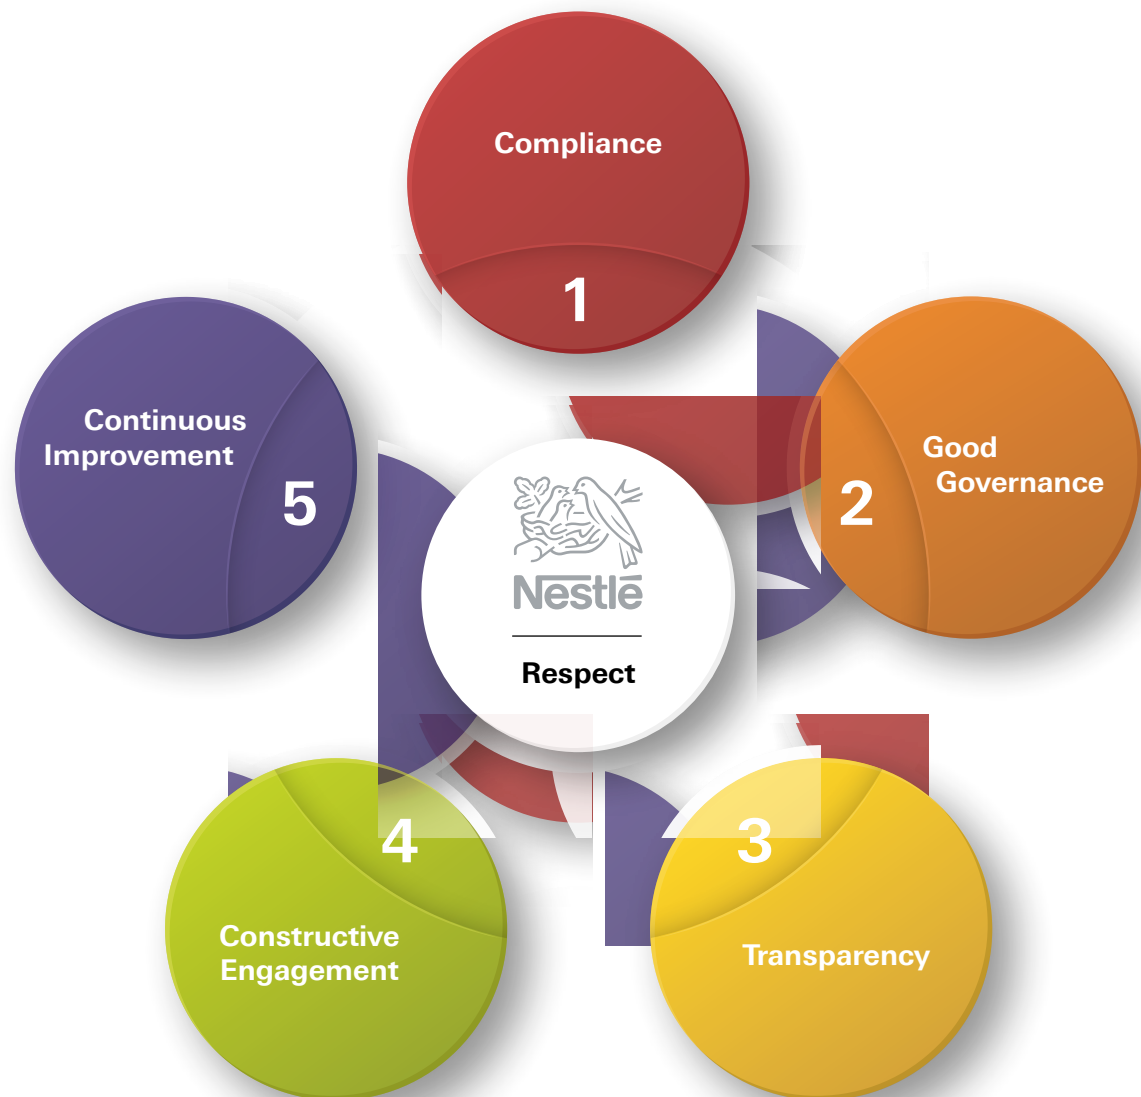 Compliance
1
Good
Governance
2
Transparency
3
Constructive
Engagement
4
Continuous
Improvement
5
Nestlé
Respect